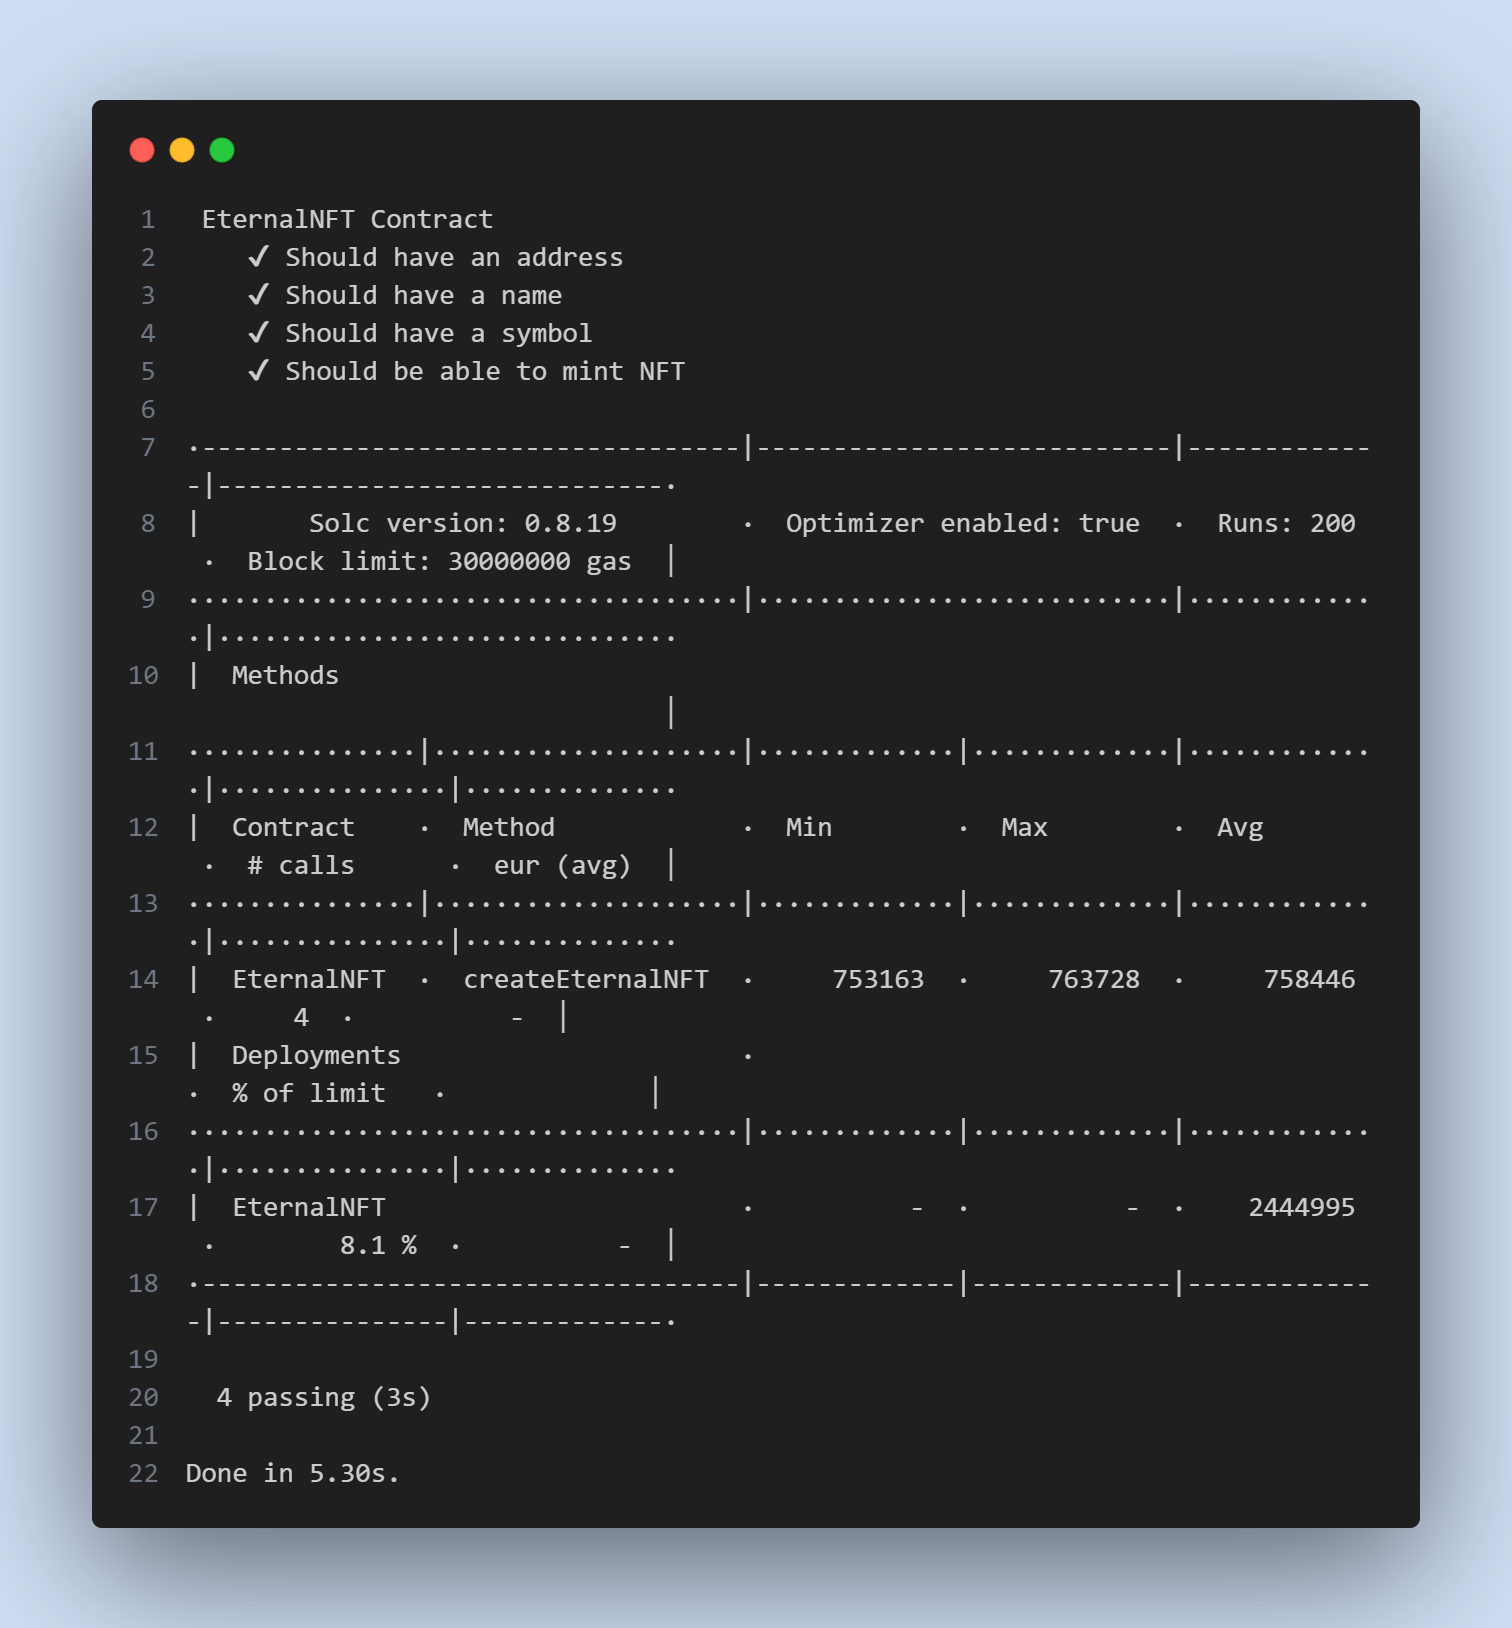 1 EternalNFT Contract
2 ✓ Should have an address
3 ✓ Should have a name
4 ✓ Should have a symbol
5 ✓ Should be able to mint NFT
6
7 ·-----------------------------------|---------------------------|------------
-|-----------------------------·
8 | Solc version: 0.8.19 · Optimizer enabled: true · Runs: 200
· Block limit: 30000000 gas |
9 ····································|···························|············
·|······························
10 | Methods
|
11 ···············|····················|·············|·············|············
·|···············|··············
12 | Contract · Method · Min · Max · Avg
· # calls · eur (avg) |
13 ···············|····················|·············|·············|············
·|···············|··············
14 | EternalNFT · createEternalNFT · 753163 · 763728 · 758446
· 4 · - |
15 | Deployments ·
· % of limit · |
16 ····································|·············|·············|············
·|···············|··············
17 | EternalNFT · - · - · 2444995
· 8.1 % · - |
18 ·-----------------------------------|-------------|-------------|------------
-|---------------|-------------·
19
20 4 passing (3s)
21
22 Done in 5.30s.